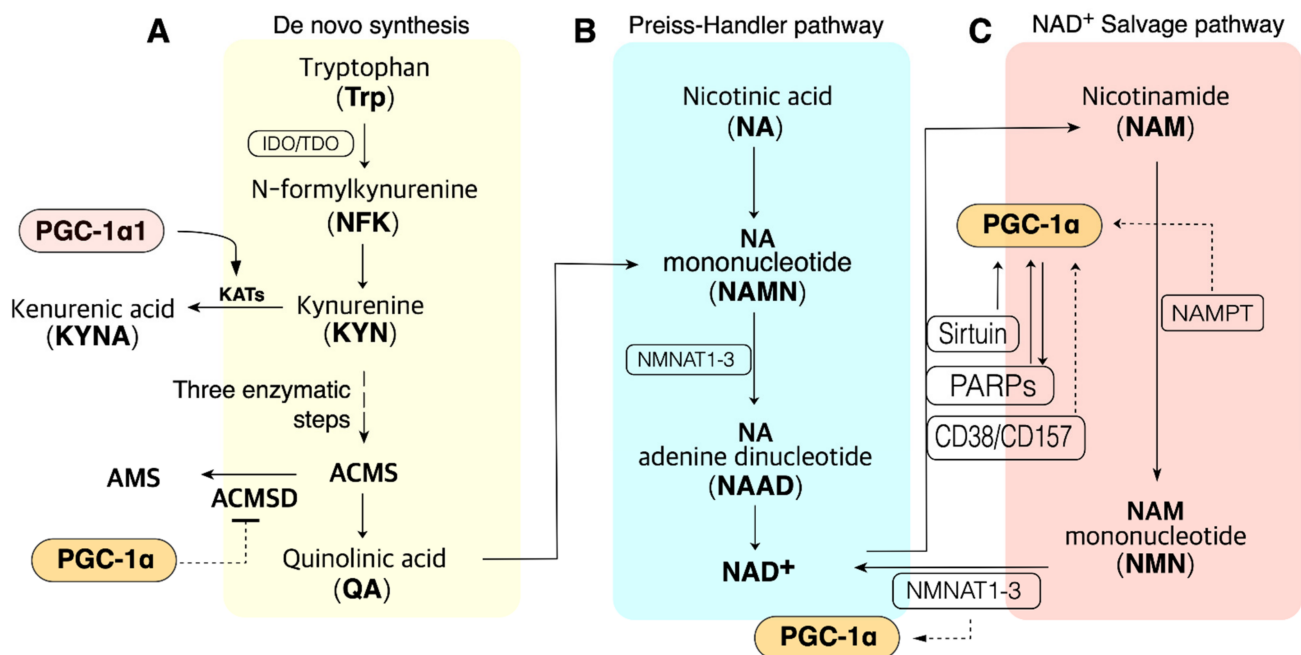 A
De novo synthesis
Tryptophan
(Trp)
IDO/TDO
N-formylkynurenine
(NFK)
PGC-1α1
KATs
Kenurenic acid
(KYNA)
Kynurenine
(KYN)
Three enzymatic
steps
AMS
ACMS
ACMSD
PGC-1α
Quinolinic acid
(QA)
B
Preiss-Handler pathway
Nicotinic acid
(NA)
NA
mononucleotide
(NAMN)
NMNAT1-3
NA
adenine dinucleotide
(NAAD)
NAD⁺
C
NAD⁺ Salvage pathway
Nicotinamide
(NAM)
PGC-1α
NAMPT
Sirtuin
PARPs
CD38/CD157
NAM
mononucleotide
(NMN)
NMNAT1-3
PGC-1α